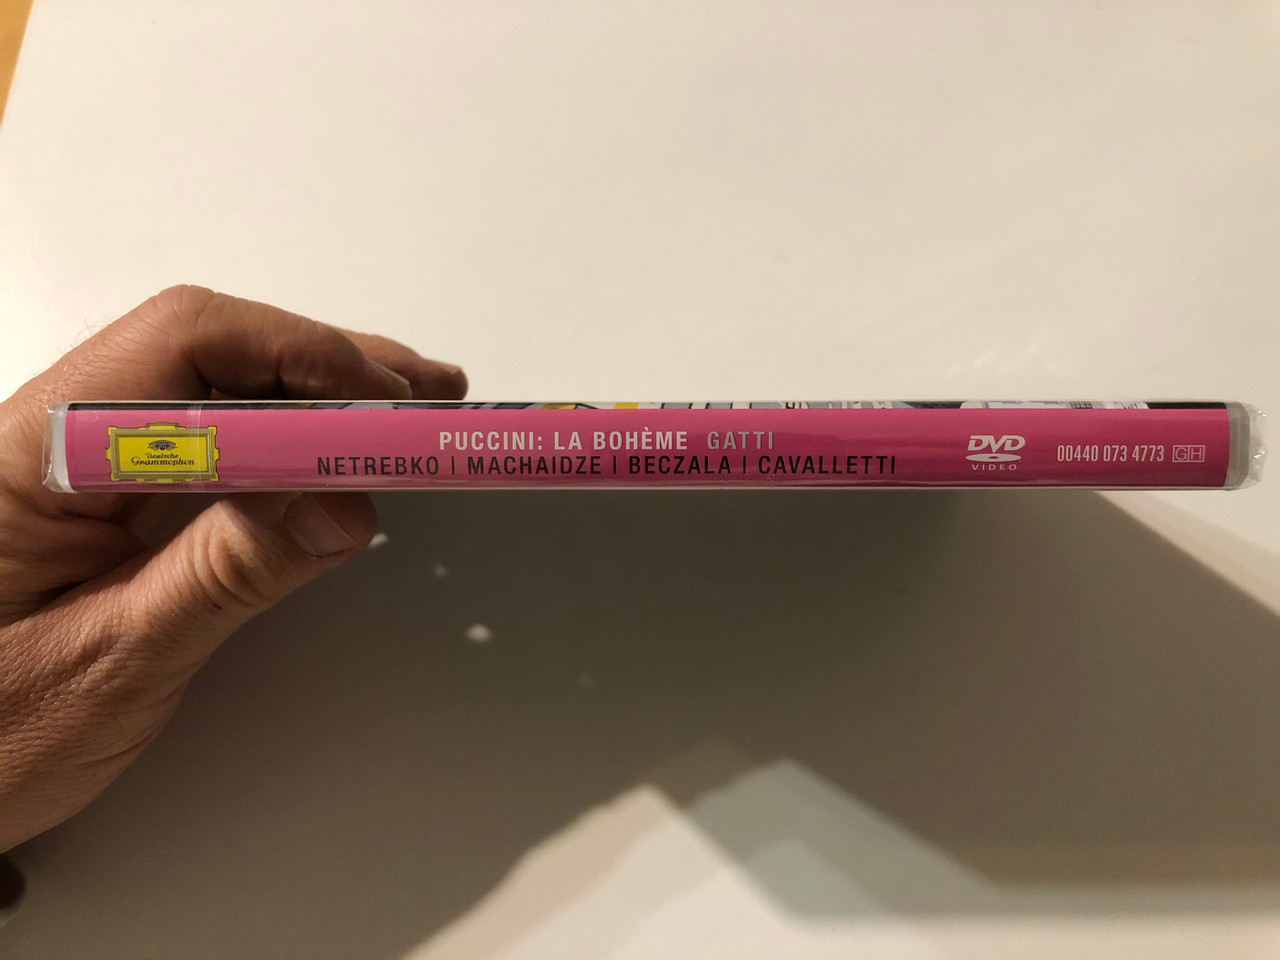 Deutsche
Grammophon
PUCCINI: LA BOHÈME GATTI
NETREBKO | MACHAIDZE | BECZALA | CAVALLETTI
DVD
VIDEO
00440 073 4773 GH